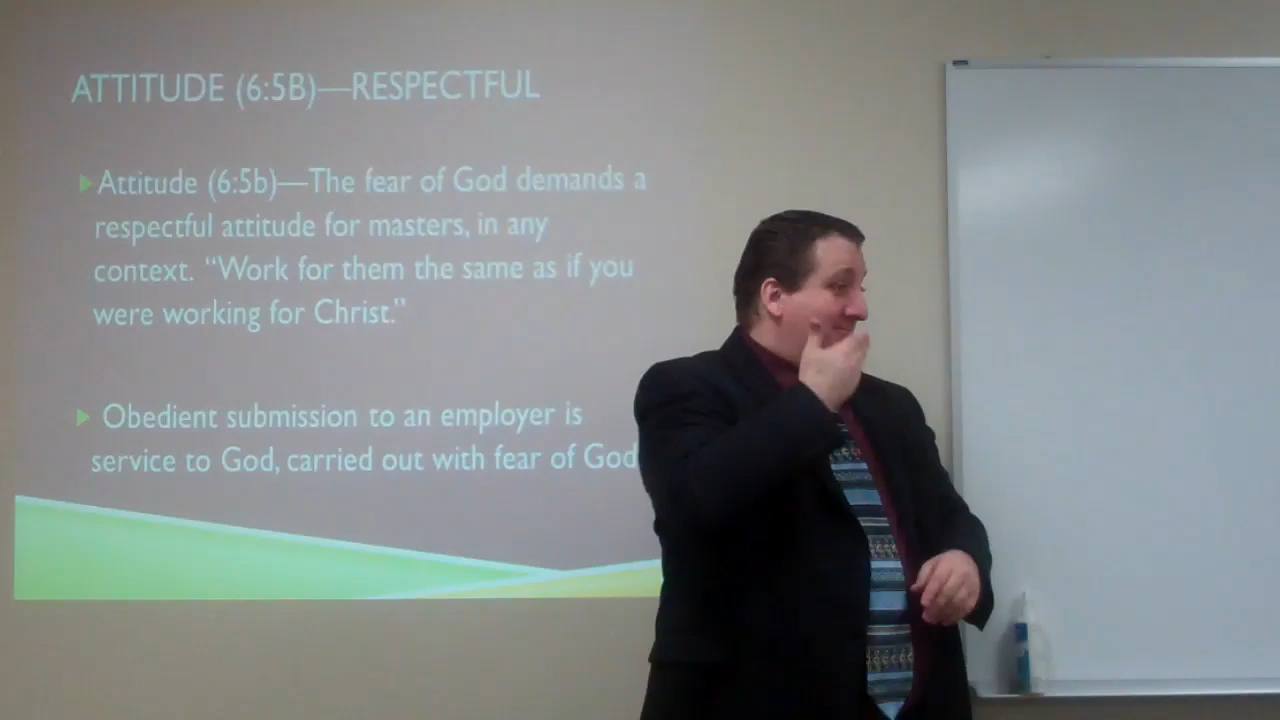 ATTITUDE (6:5B)—RESPECTFUL
Attitude (6:5b)—The fear of God demands a
respectful attitude for masters, in any
context. “Work for them the same as if you
were working for Christ.”
Obedient submission to an employer is
service to God, carried out with fear of God